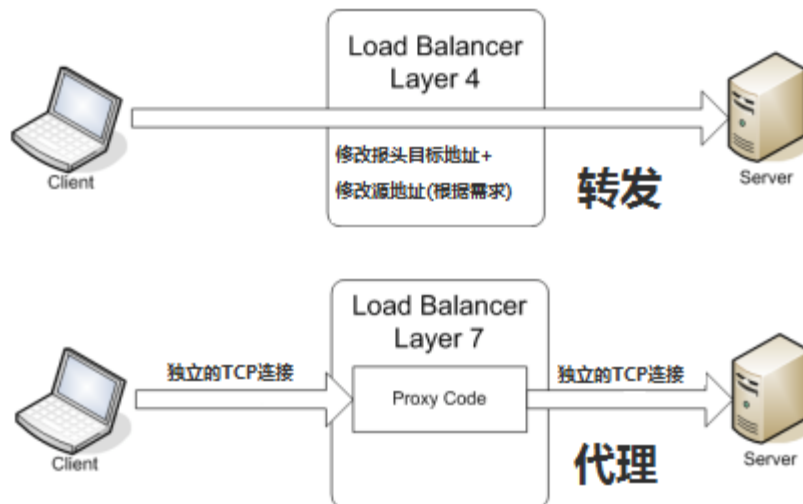 Load Balancer
Layer 4
修改报头目标地址+
修改源地址(根据需求)
转发
Client
Server
Load Balancer
Layer 7
独立的TCP连接
Proxy Code
独立的TCP连接
代理
Client
Server